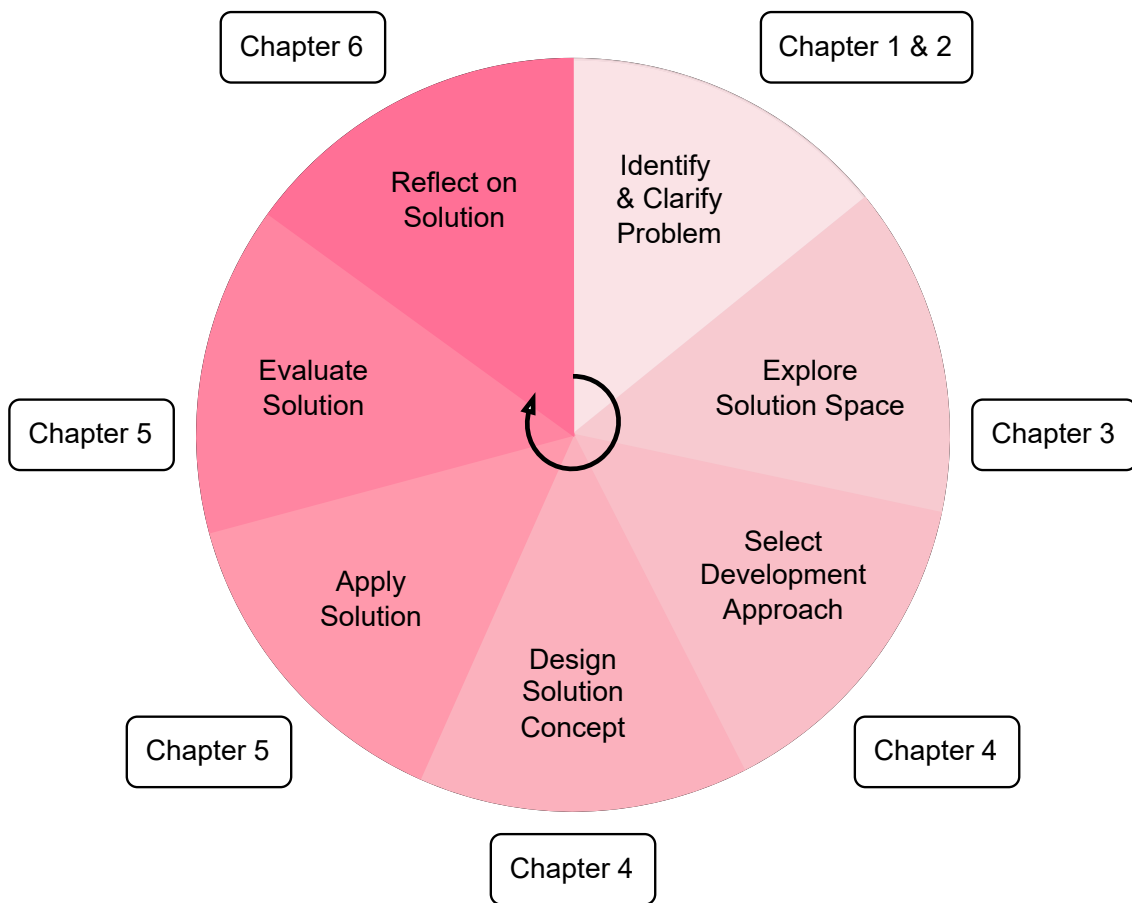 Chapter 6
Chapter 1 & 2
Reflect on
Solution
Identify
& Clarify
Problem
Evaluate
Solution
Explore
Solution Space
Chapter 5
Chapter 3
Select
Development
Approach
Apply
Solution
Design
Solution
Concept
Chapter 5
Chapter 4
Chapter 4